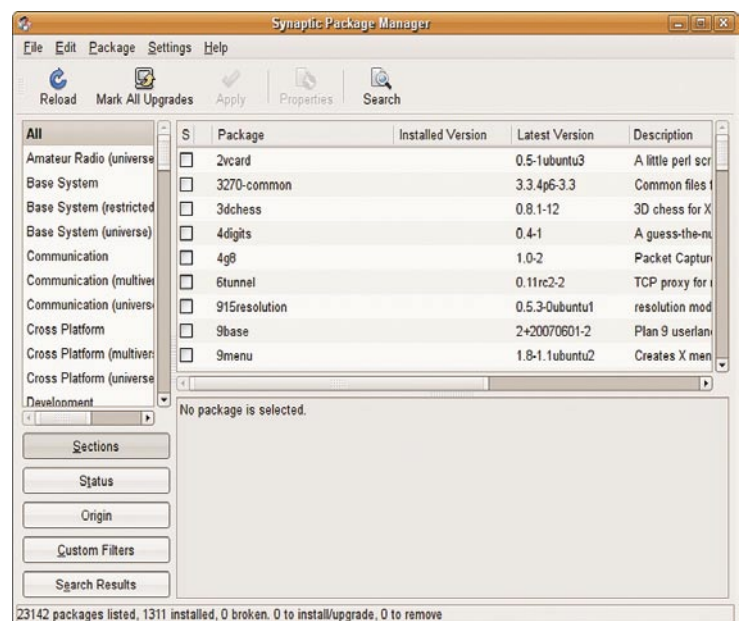 Synaptic Package Manager
File Edit Package Settings Help
Reload Mark All Upgrades Apply Properties Search
All
Amateur Radio (universe
Base System
Base System (restricted
Base System (universe)
Communication
Communication (multiver
Communication (universe
Cross Platform
Cross Platform (multivers
Cross Platform (universe
Development
S Package Installed Version Latest Version Description
2vcard 0.5-1ubuntu3 A little perl scr
3270-common 3.3.4p6-3.3 Common files f
3dchess 0.8.1-12 3D chess for X
4digits 0.4-1 A guess-the-nu
4g8 1.0-2 Packet Capture
6tunnel 0.11rc2-2 TCP proxy for
915resolution 0.5.3-0ubuntu1 resolution mod
9base 2+20070601-2 Plan 9 userlan
9menu 1.8-1.1ubuntu2 Creates X men
No package is selected.
Sections
Status
Origin
Custom Filters
Search Results
23142 packages listed, 1311 installed, 0 broken. 0 to install/upgrade, 0 to remove